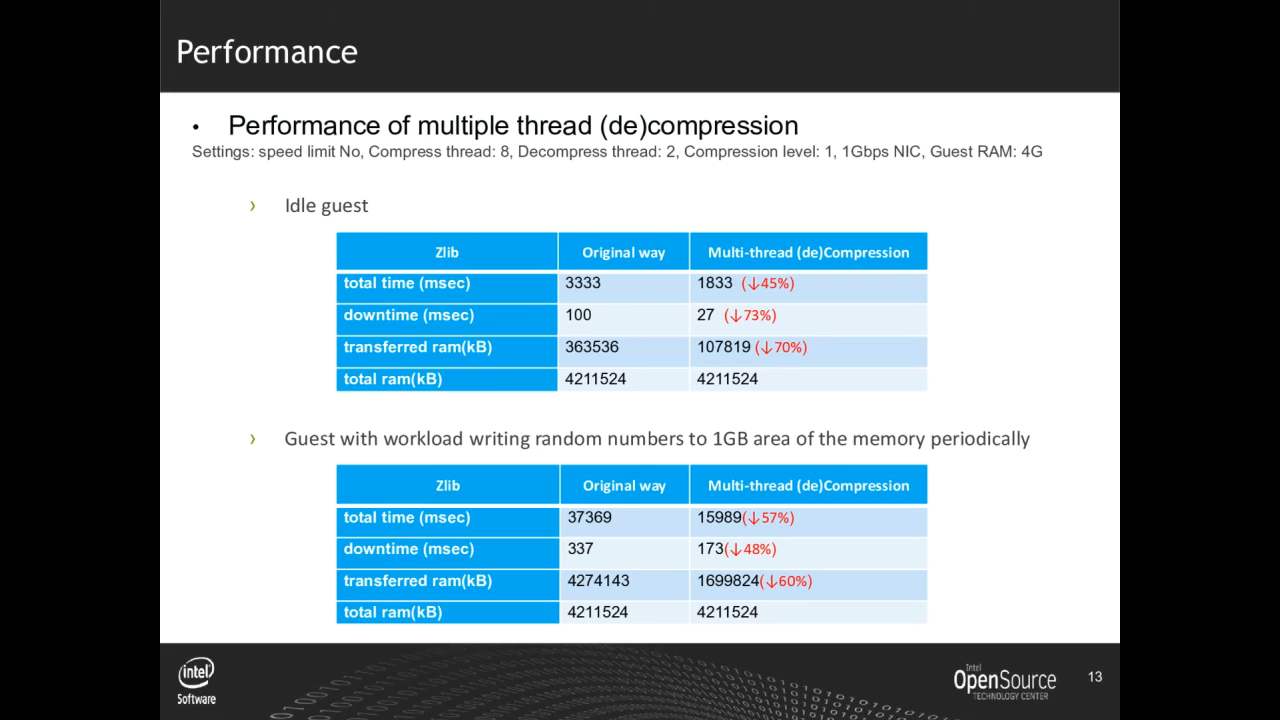 Performance
• Performance of multiple thread (de)compression
Settings: speed limit No, Compress thread: 8, Decompress thread: 2, Compression level: 1, 1Gbps NIC, Guest RAM: 4G
› Idle guest
Zlib Original way Multi-thread (de)Compression
total time (msec) 3333 1833 (↓45%)
downtime (msec) 100 27 (↓73%)
transferred ram(kB) 363536 107819 (↓70%)
total ram(kB) 4211524 4211524
› Guest with workload writing random numbers to 1GB area of the memory periodically
Zlib Original way Multi-thread (de)Compression
total time (msec) 37369 15989(↓57%)
downtime (msec) 337 173(↓48%)
transferred ram(kB) 4274143 1699824(↓60%)
total ram(kB) 4211524 4211524
intel
Software
Intel
OpenSource
TECHNOLOGY CENTER
13